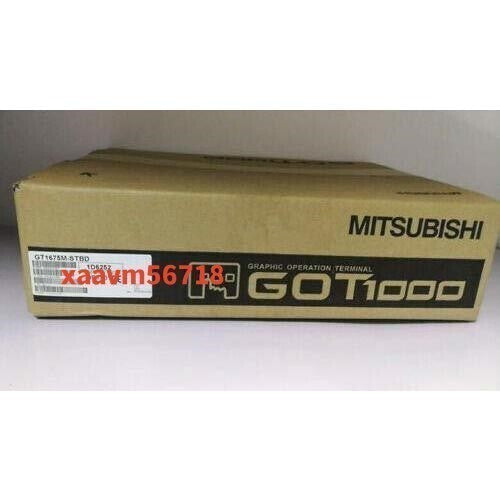 MITSUBISHI
GT1675M-STBD
1D6252
xaavm56718
GRAPHIC OPERATION TERMINAL
GOT1000